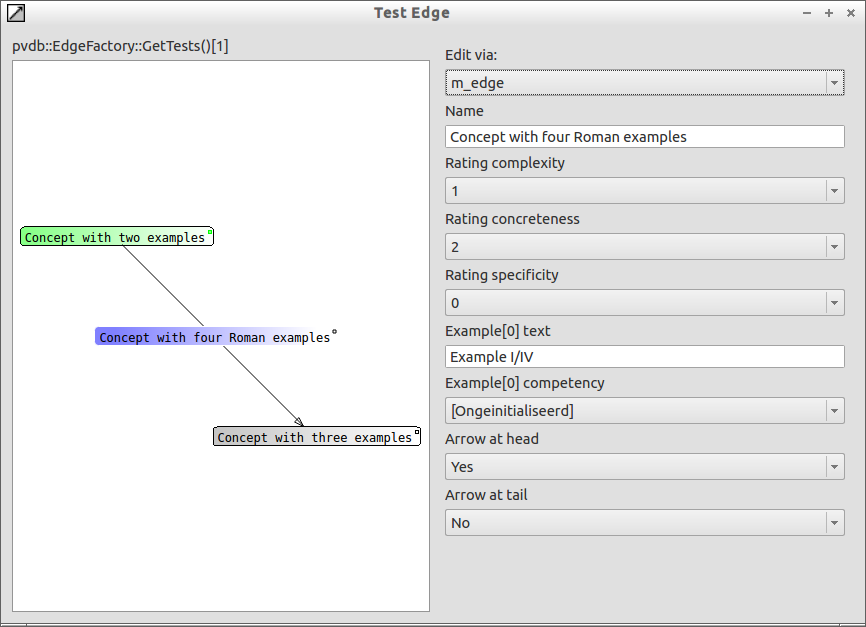 Test Edge
pvdb::EdgeFactory::GetTests()[1]
Concept with two examples
Concept with four Roman examples
Concept with three examples
Edit via:
m_edge
Name
Concept with four Roman examples
Rating complexity
1
Rating concreteness
2
Rating specificity
0
Example[0] text
Example I/IV
Example[0] competency
[Ongeinitialiseerd]
Arrow at head
Yes
Arrow at tail
No